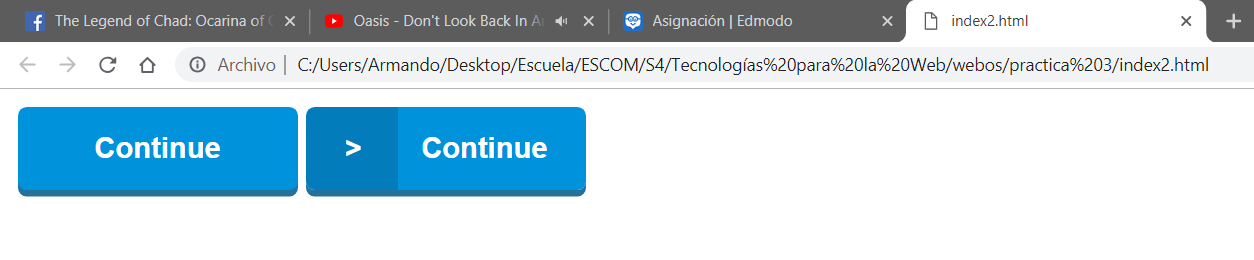 The Legend of Chad: Ocarina of
Oasis - Don't Look Back In
Asignación | Edmodo
index2.html
Archivo | C:/Users/Armando/Desktop/Escuela/ESCOM/S4/Tecnologías%20para%20la%20Web/webos/practica%203/index2.html
Continue
> Continue